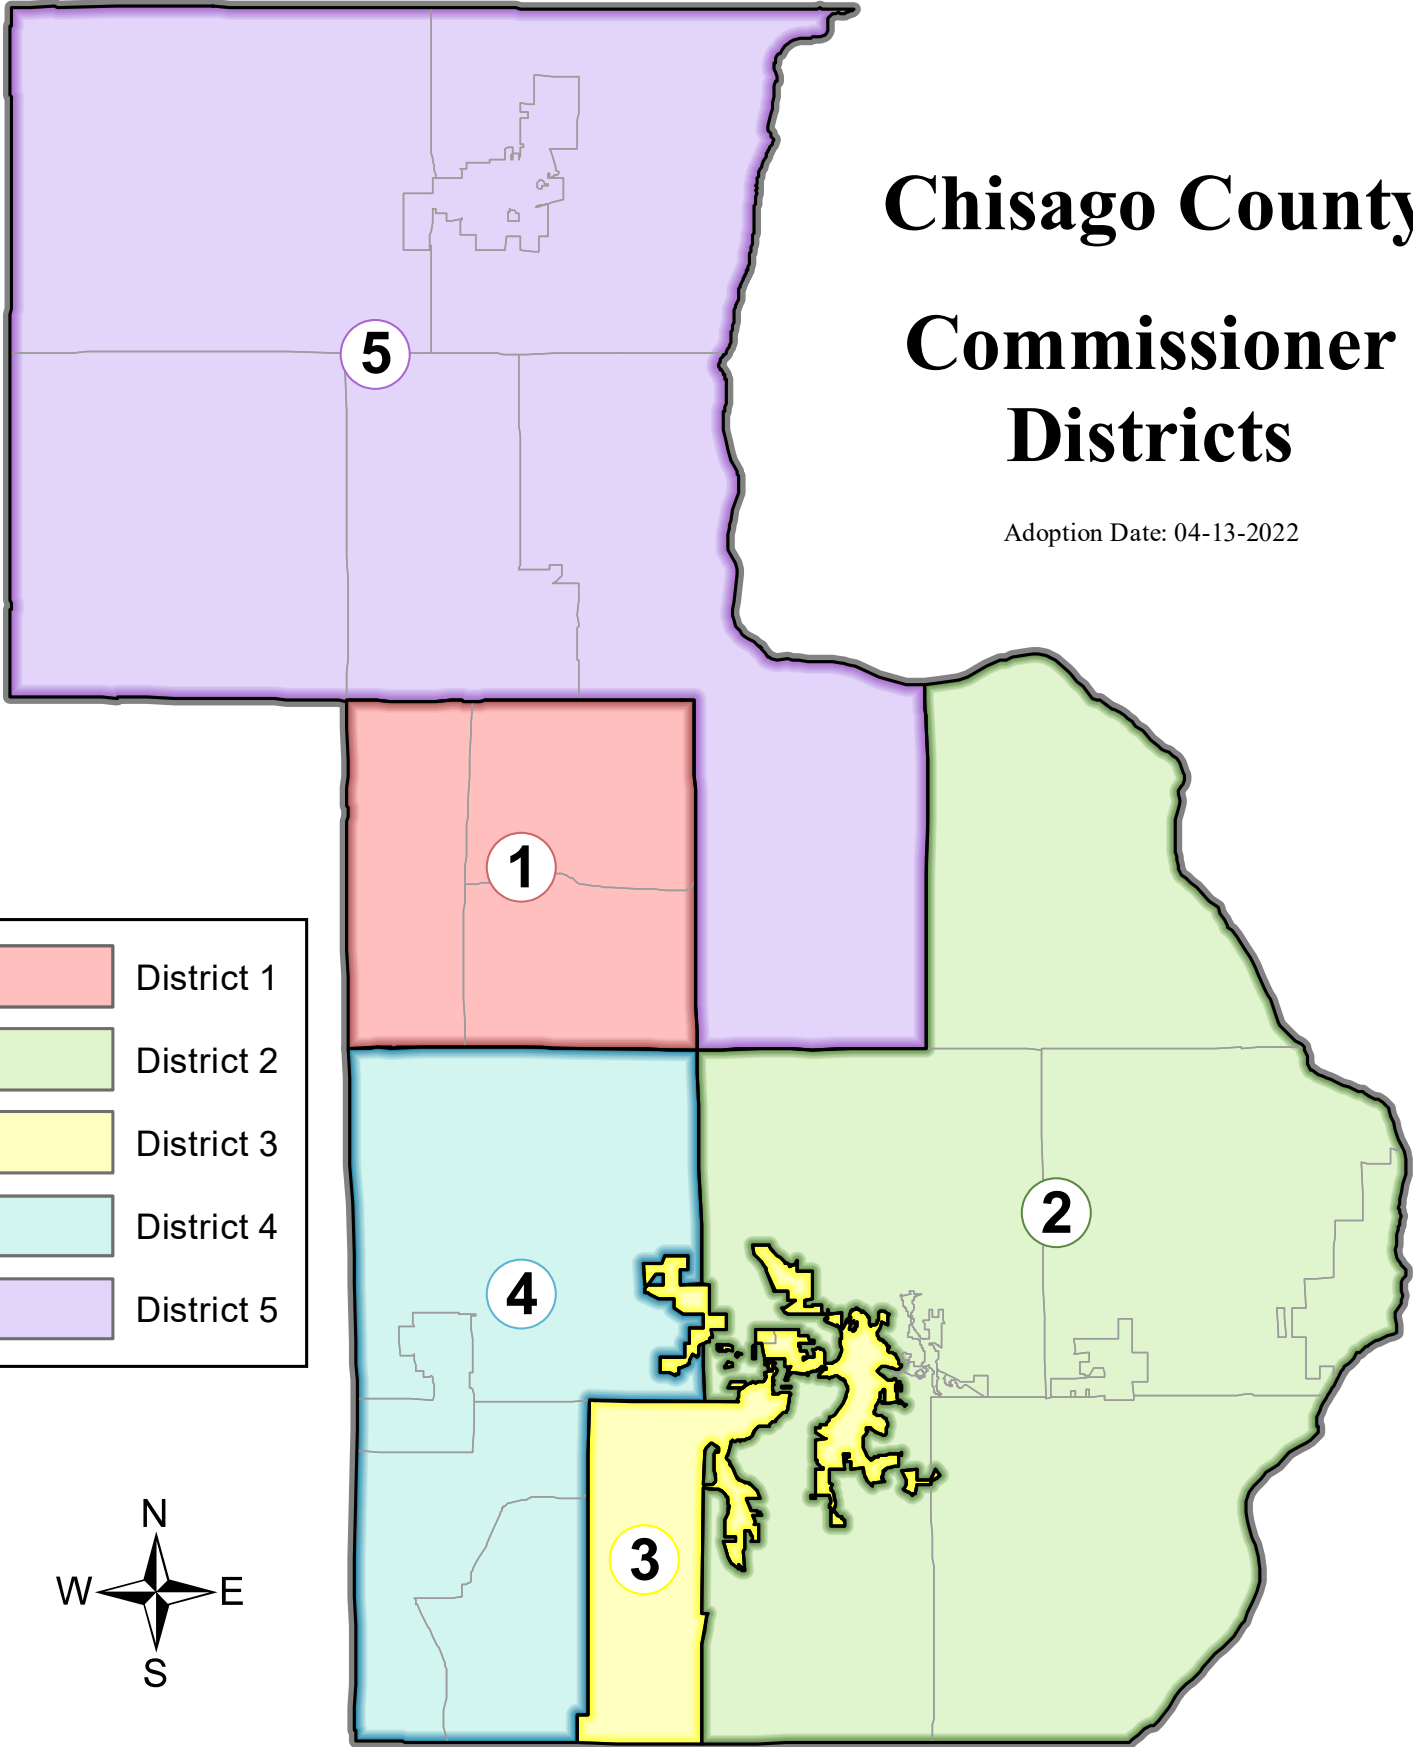 Chisago County
Commissioner
Districts
Adoption Date: 04-13-2022
5
1
2
4
3
District 1
District 2
District 3
District 4
District 5
N
W E
S